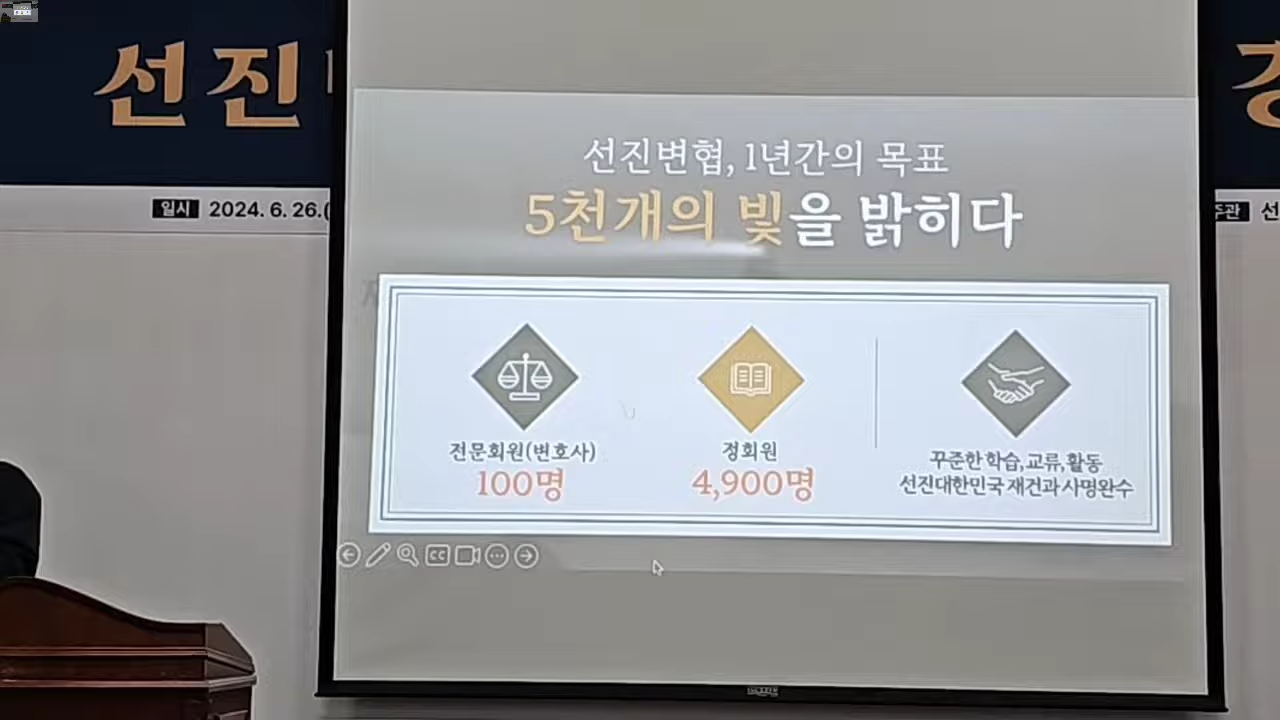 선진
일시 2024. 6. 26.(
주관 선
선진변협, 1년간의 목표
5천개의 빛을 밝히다
전문회원(변호사)
100명
정회원
4,900명
꾸준한 학습, 교류, 활동
선진대한민국 재건과 사명완수
CC